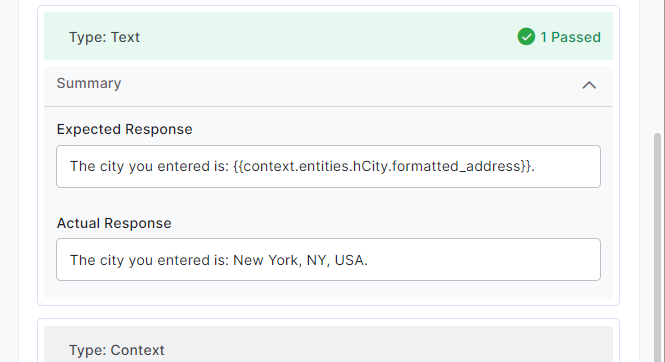 Type: Text
1 Passed
Summary
Expected Response
The city you entered is: {{context.entities.hCity.formatted_address}}.
Actual Response
The city you entered is: New York, NY, USA.
Type: Context